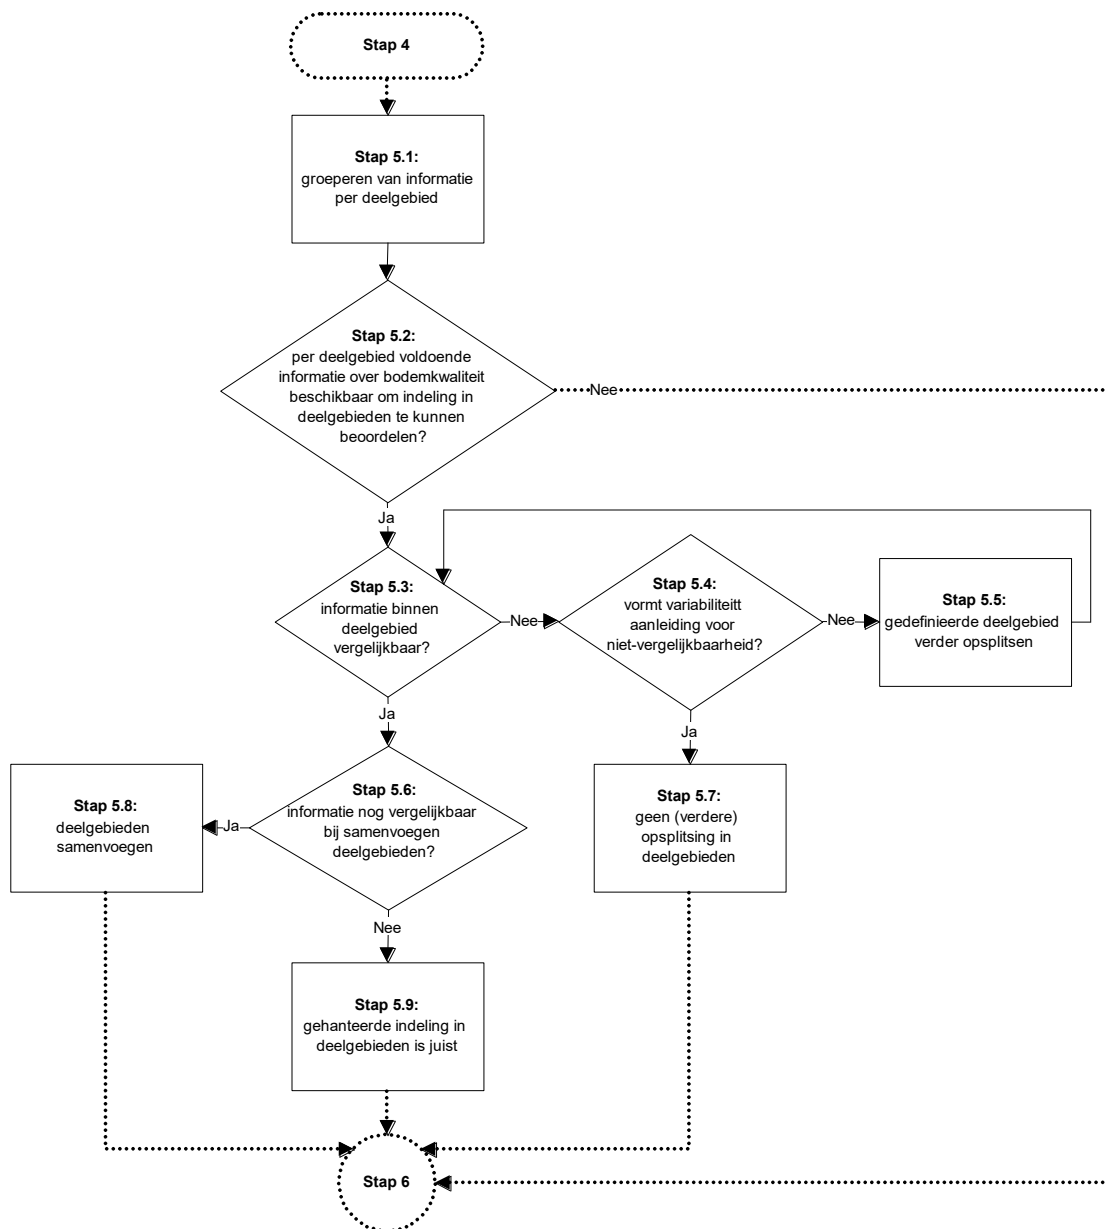 Stap 4
Stap 5.1:
groeperen van informatie
per deelgebied
Stap 5.2:
per deelgebied voldoende
informatie over bodemkwaliteit
beschikbaar om indeling in
deelgebieden te kunnen
beoordelen?
Nee
Ja
Stap 5.3:
informatie binnen
deelgebied
vergelijkbaar?
Nee
Stap 5.4:
vormt variabiliteitt
aanleiding voor
niet-vergelijkbaarheid?
Nee
Stap 5.5:
gedefinieerde deelgebied
verder opsplitsen
Ja
Ja
Stap 5.8:
deelgebieden
samenvoegen
Ja
Stap 5.6:
informatie nog vergelijkbaar
bij samenvoegen
deelgebieden?
Stap 5.7:
geen (verdere)
opsplitsing in
deelgebieden
Nee
Stap 5.9:
gehanteerde indeling in
deelgebieden is juist
Stap 6